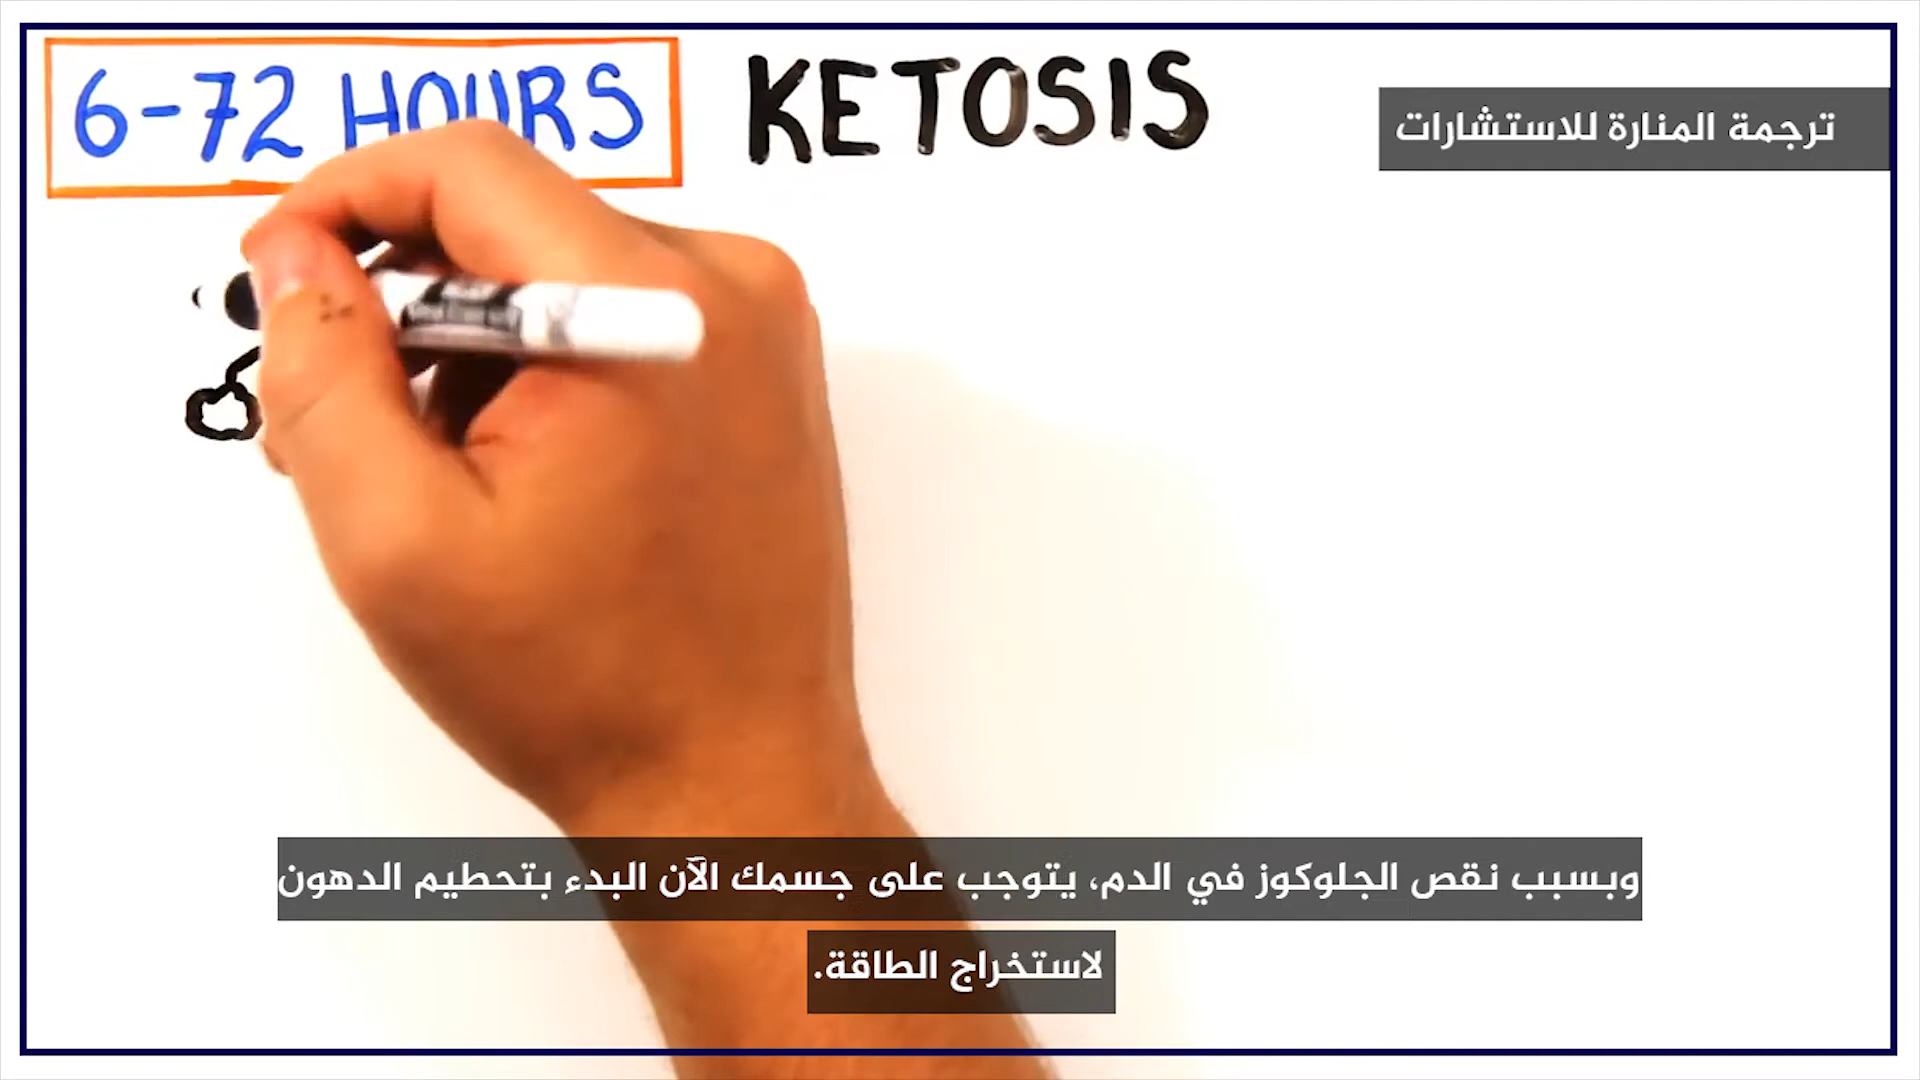 6-72 HOURS KETOSIS
ترجمة المنارة للاستشارات
وبسبب نقص الجلوكوز في الدم، يتوجب على جسمك الآن البدء بتحطيم الدهون
لاستخراج الطاقة.